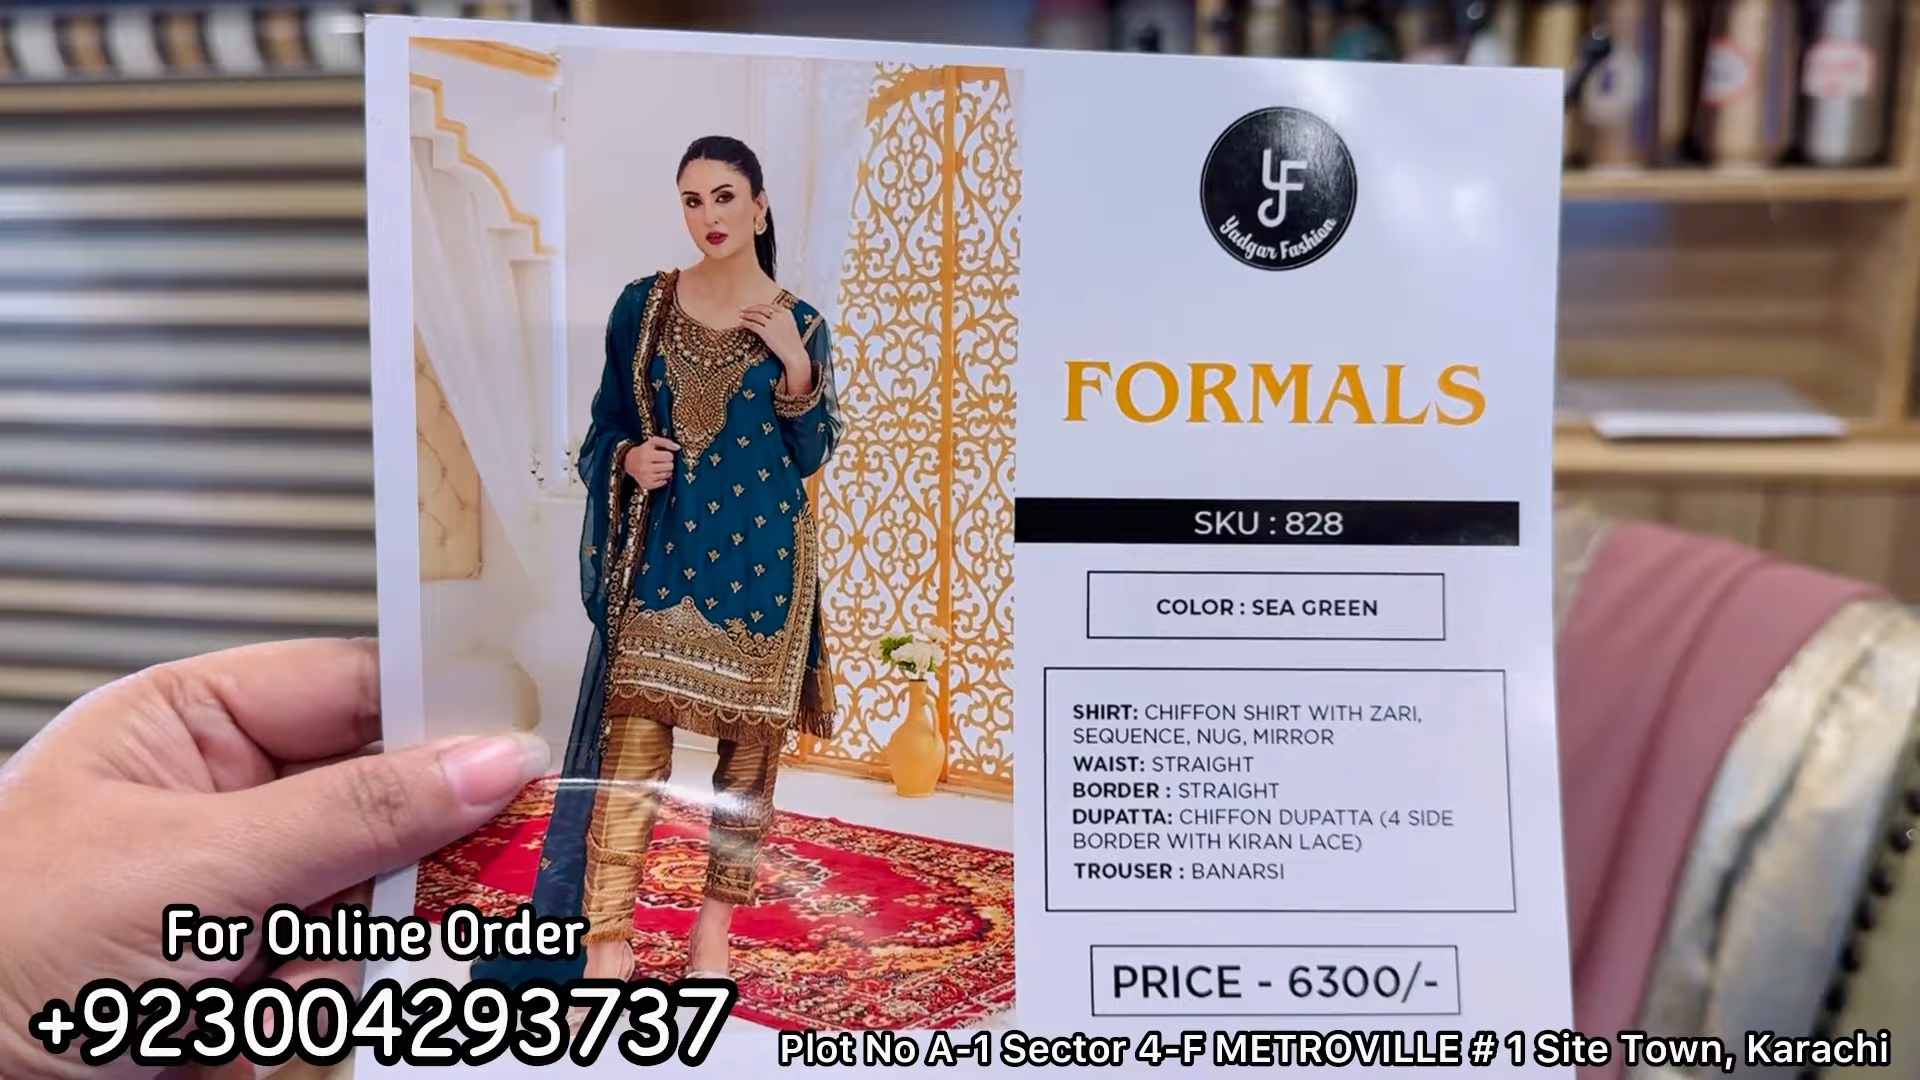 YF
Yadgar Fashion
FORMALS
SKU : 828
COLOR : SEA GREEN
SHIRT: CHIFFON SHIRT WITH ZARI,
SEQUENCE, NUG, MIRROR
WAIST: STRAIGHT
BORDER : STRAIGHT
DUPATTA: CHIFFON DUPATTA (4 SIDE
BORDER WITH KIRAN LACE)
TROUSER : BANARSI
PRICE - 6300/-
For Online Order
+923004293737
Plot No A-1 Sector 4-F METROVILLE # 1 Site Town, Karachi